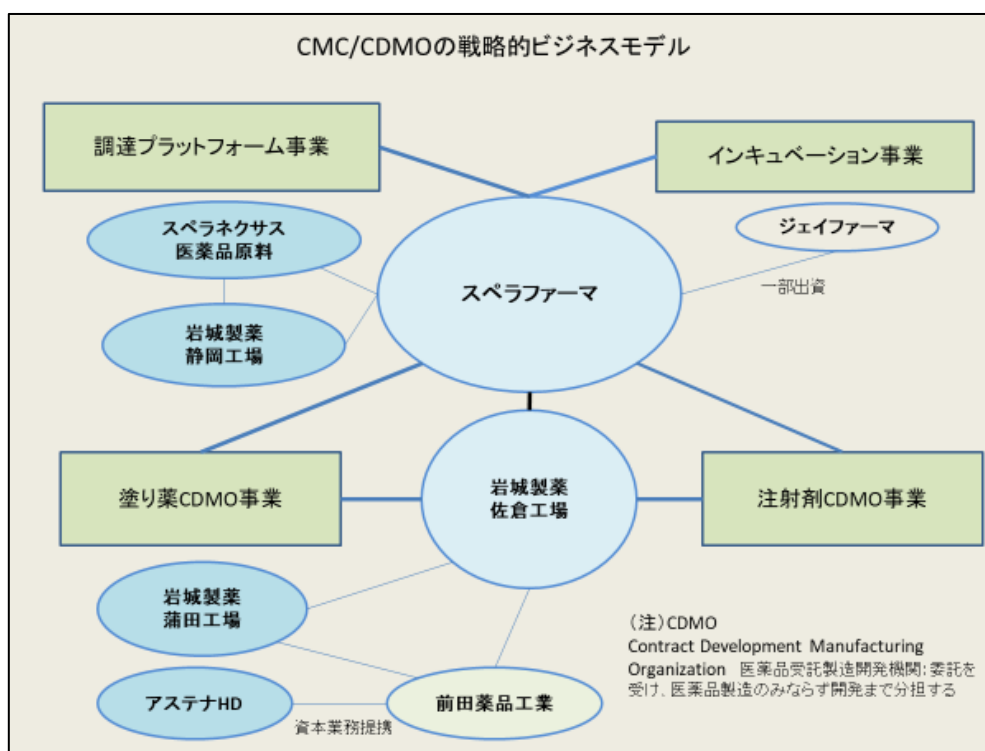 CMC/CDMOの戦略的ビジネスモデル
調達プラットフォーム事業
インキュベーション事業
スペラネクサス
医薬品原料
ジェイファーマ
スペラファーマ
一部出資
岩城製薬
静岡工場
塗り薬CDMO事業
岩城製薬
佐倉工場
注射剤CDMO事業
岩城製薬
蒲田工場
（注）CDMO
Contract Development Manufacturing
Organization　医薬品受託製造開発機関：委託を
受け、医薬品製造のみならず開発まで分担する
アステナHD
資本業務提携
前田薬品工業